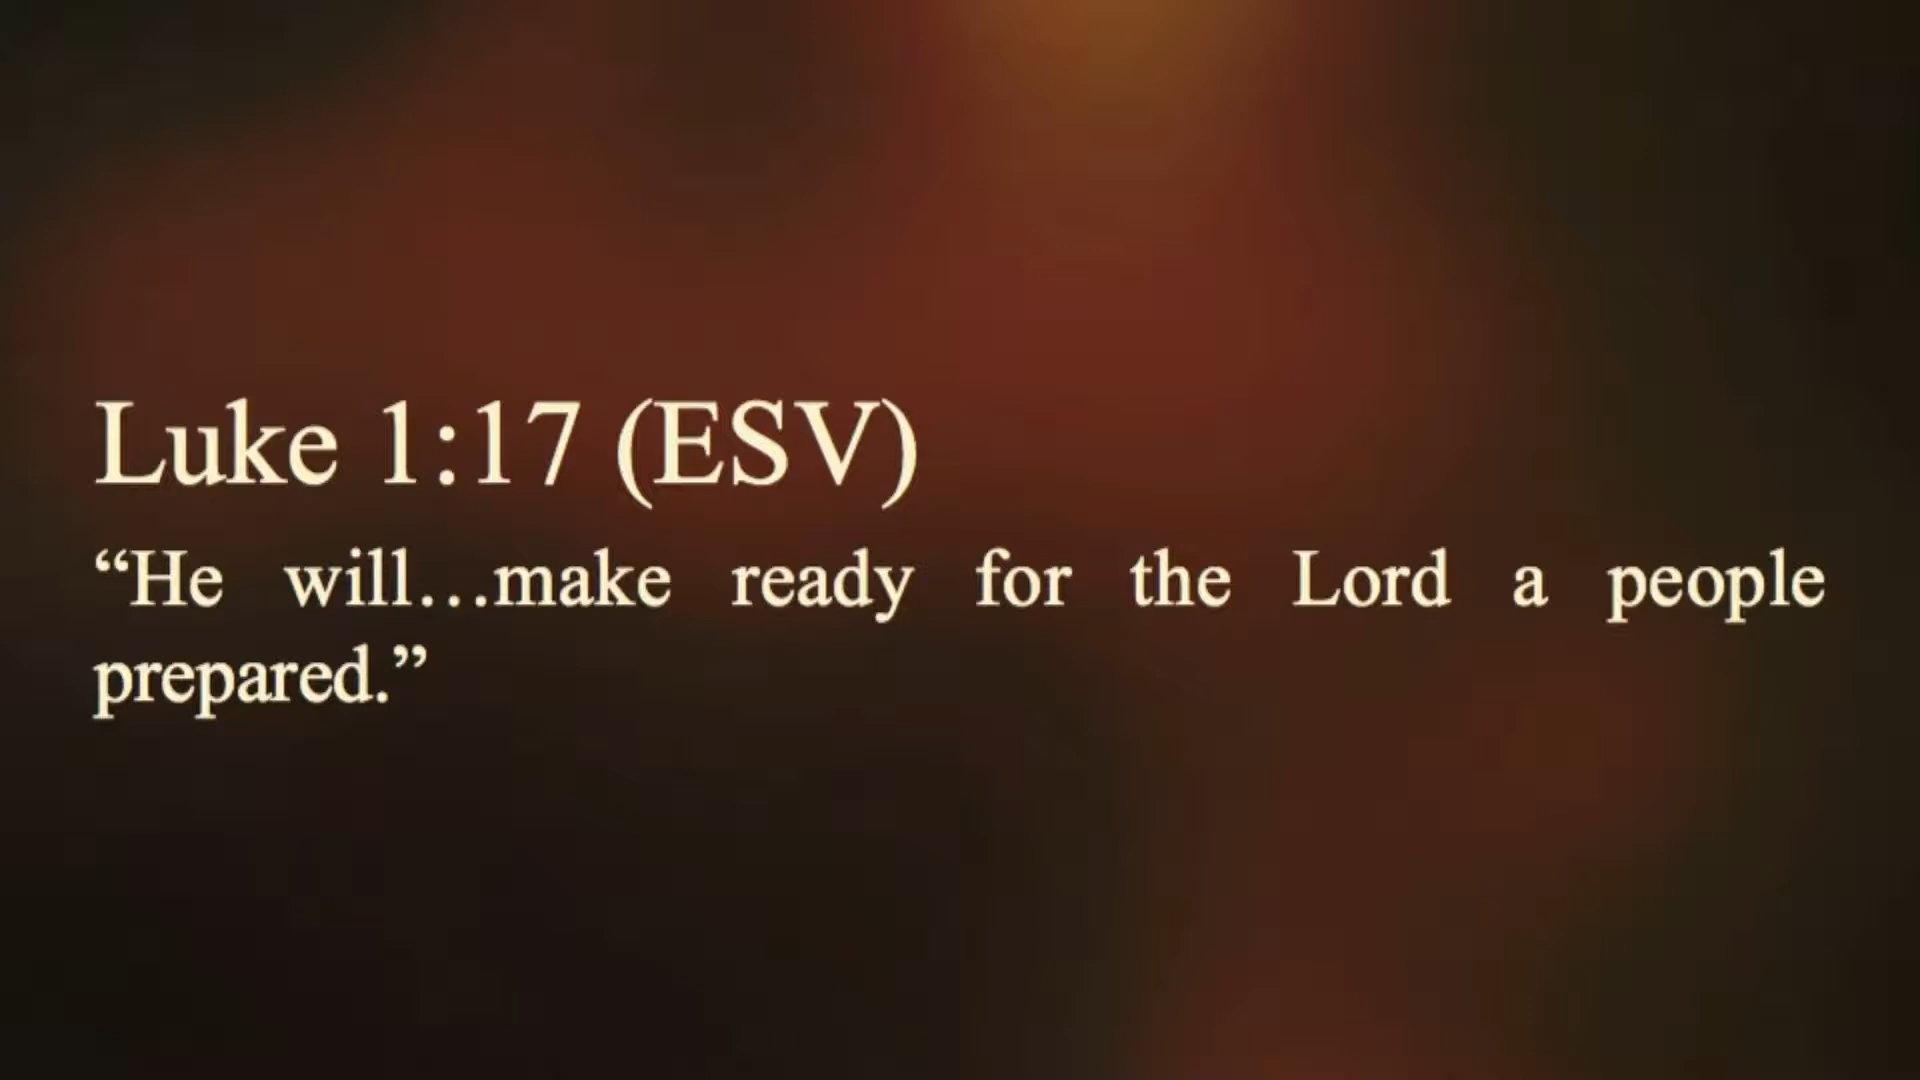 Luke 1:17 (ESV)
“He will…make ready for the Lord a people
prepared.”